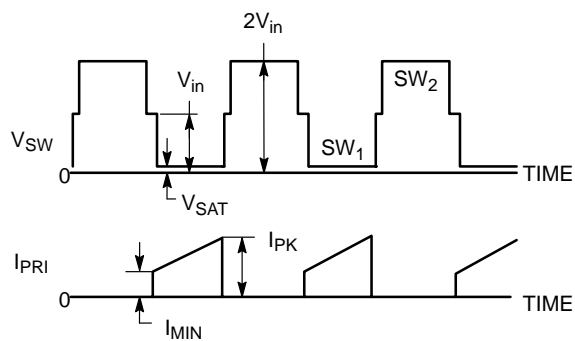 2V_in
V_in
SW_2
V_SW
SW_1
0
TIME
V_SAT
I_PK
I_PRI
0
TIME
I_MIN